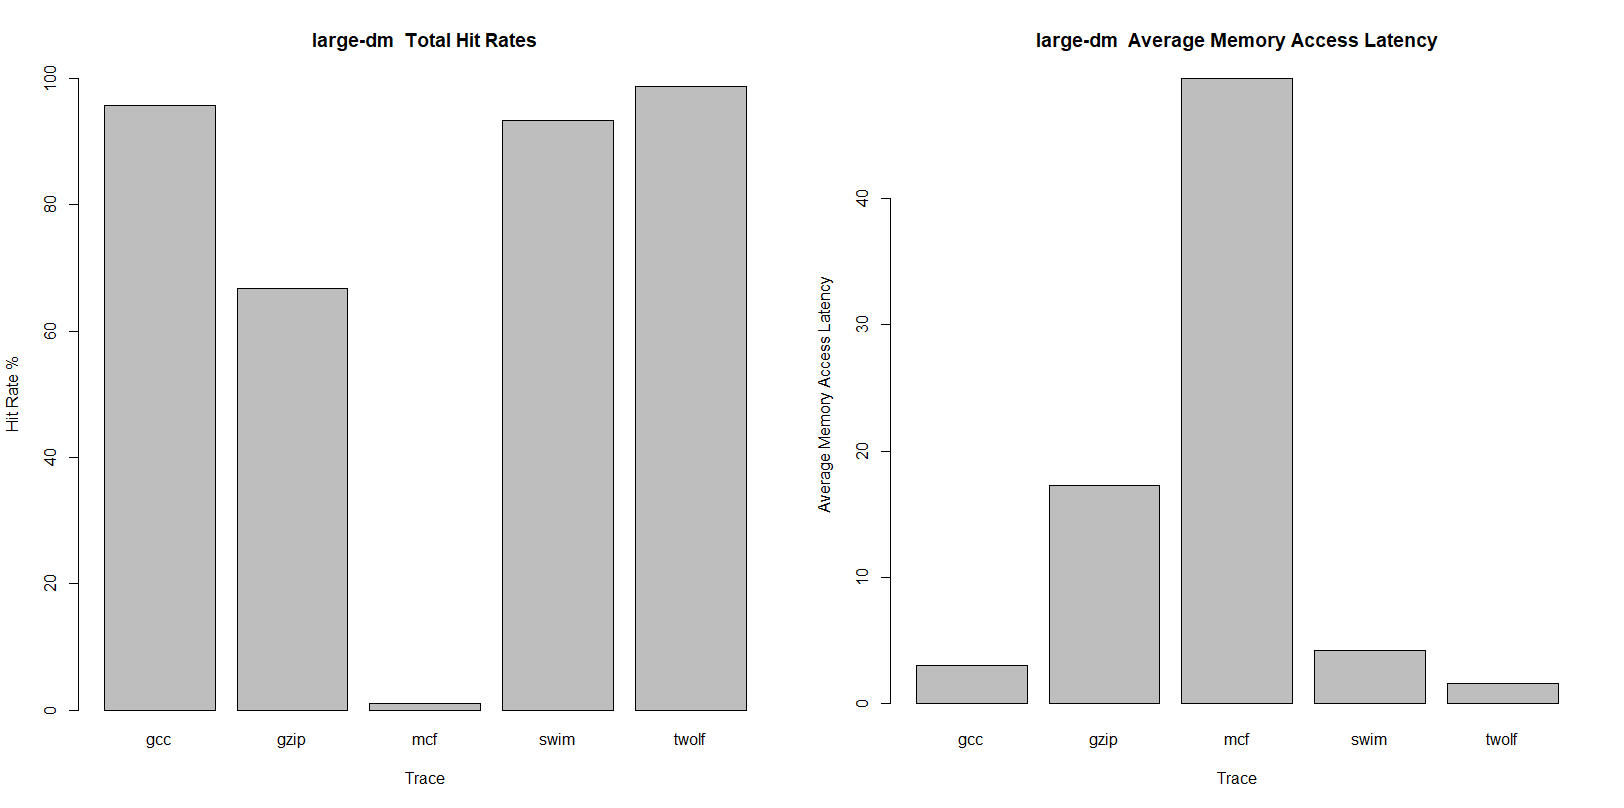 large-dm  Total Hit Rates
Hit Rate %
100
80
60
40
20
0
gcc gzip mcf swim twolf
Trace
large-dm  Average Memory Access Latency
Average Memory Access Latency
40
30
20
10
0
gcc gzip mcf swim twolf
Trace